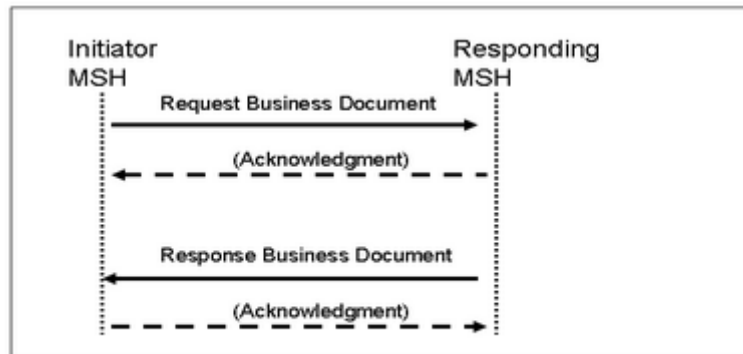 Initiator
MSH
Responding
MSH
Request Business Document
(Acknowledgment)
Response Business Document
(Acknowledgment)